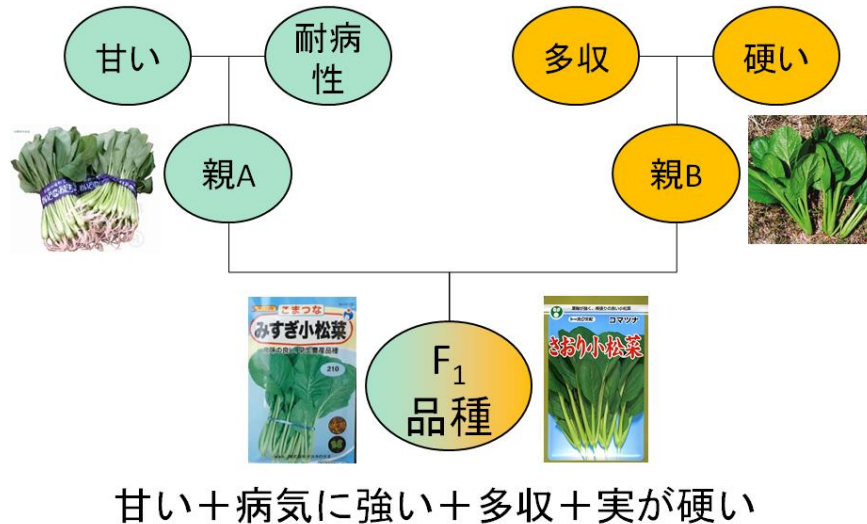 甘い
耐病
性
多収
硬い
親A
親B
こまつな
みすぎ小松菜
210
F₁
品種
コマツナ
さおり小松菜
甘い＋病気に強い＋多収＋実が硬い